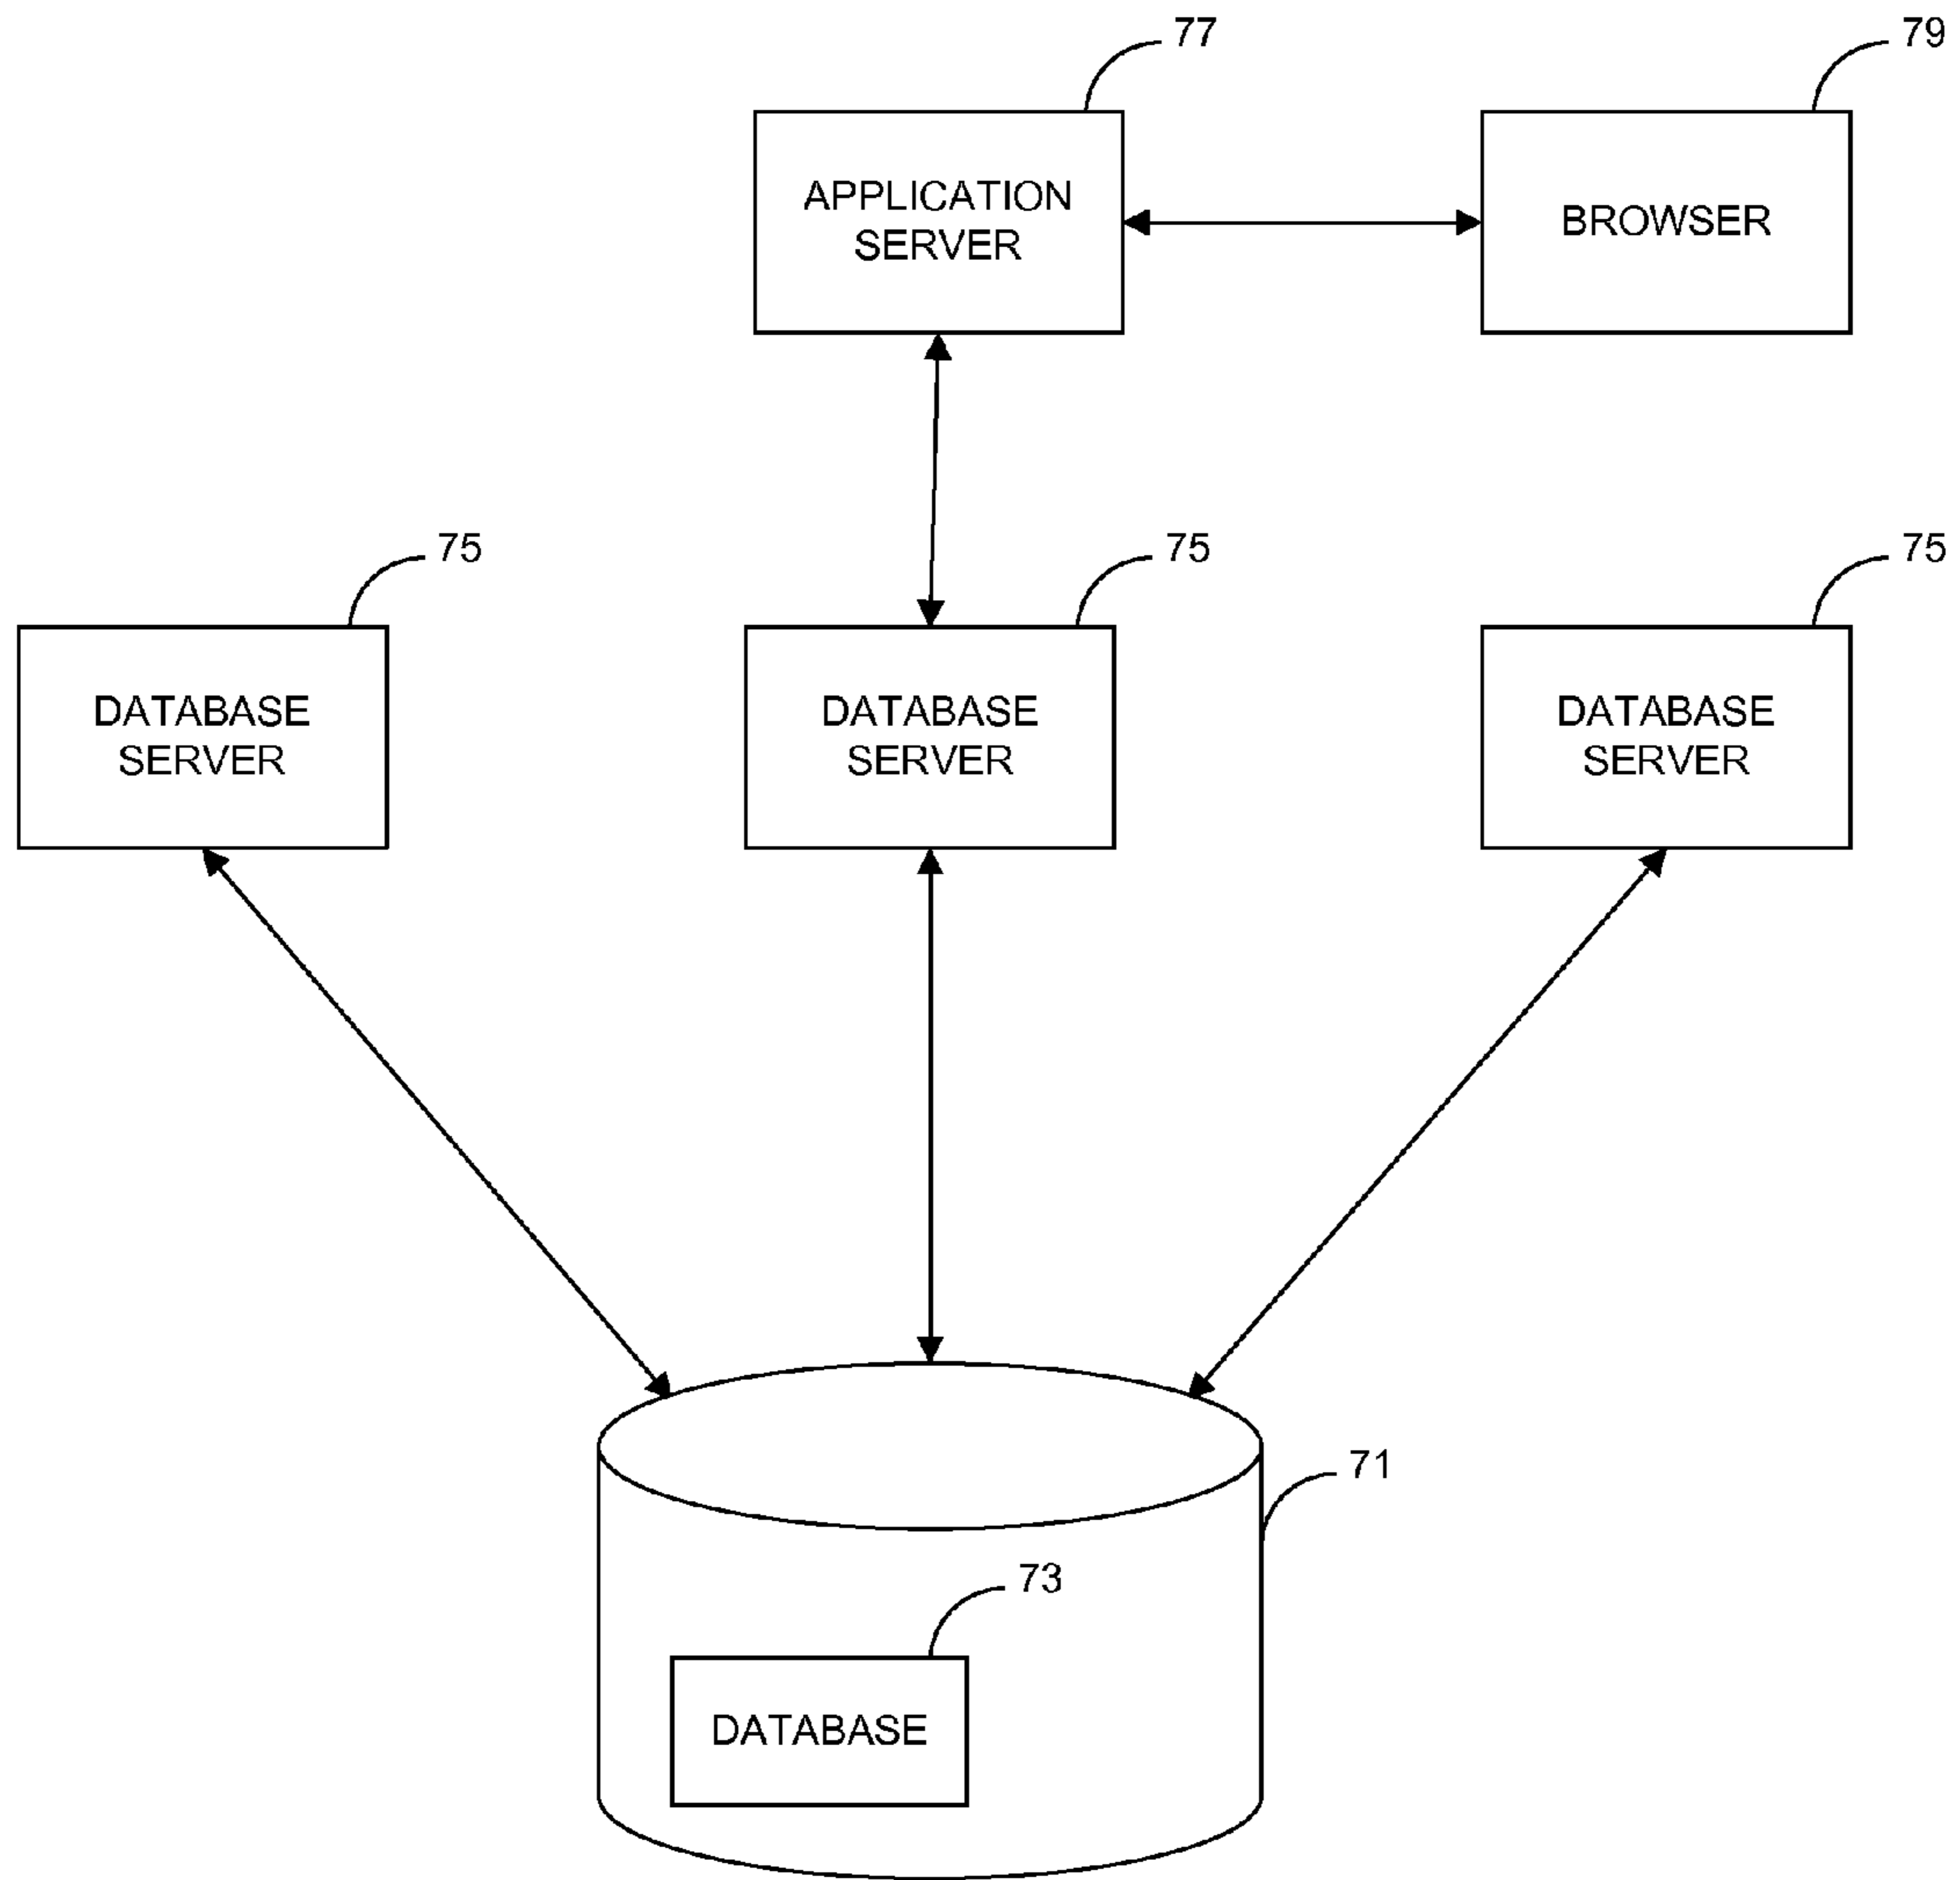 77
79
APPLICATION
SERVER
BROWSER
75
75
75
DATABASE
SERVER
DATABASE
SERVER
DATABASE
SERVER
71
73
DATABASE